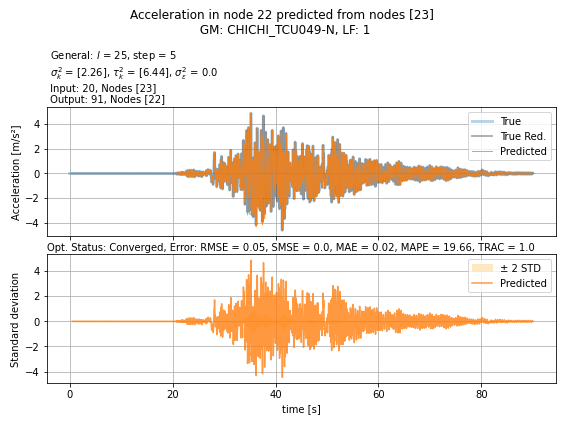 Acceleration in node 22 predicted from nodes [23]
GM: CHICHI_TCU049-N, LF: 1
General: l = 25, step = 5
σ²ₖ = [2.26], τ²ₖ = [6.44], σ²ε = 0.0
Input: 20, Nodes [23]
Output: 91, Nodes [22]
Acceleration [m/s²]
4
2
0
−2
−4
True
True Red.
Predicted
Opt. Status: Converged, Error: RMSE = 0.05, SMSE = 0.0, MAE = 0.02, MAPE = 19.66, TRAC = 1.0
Standard deviation
4
2
0
−2
−4
± 2 STD
Predicted
0 20 40 60 80
time [s]